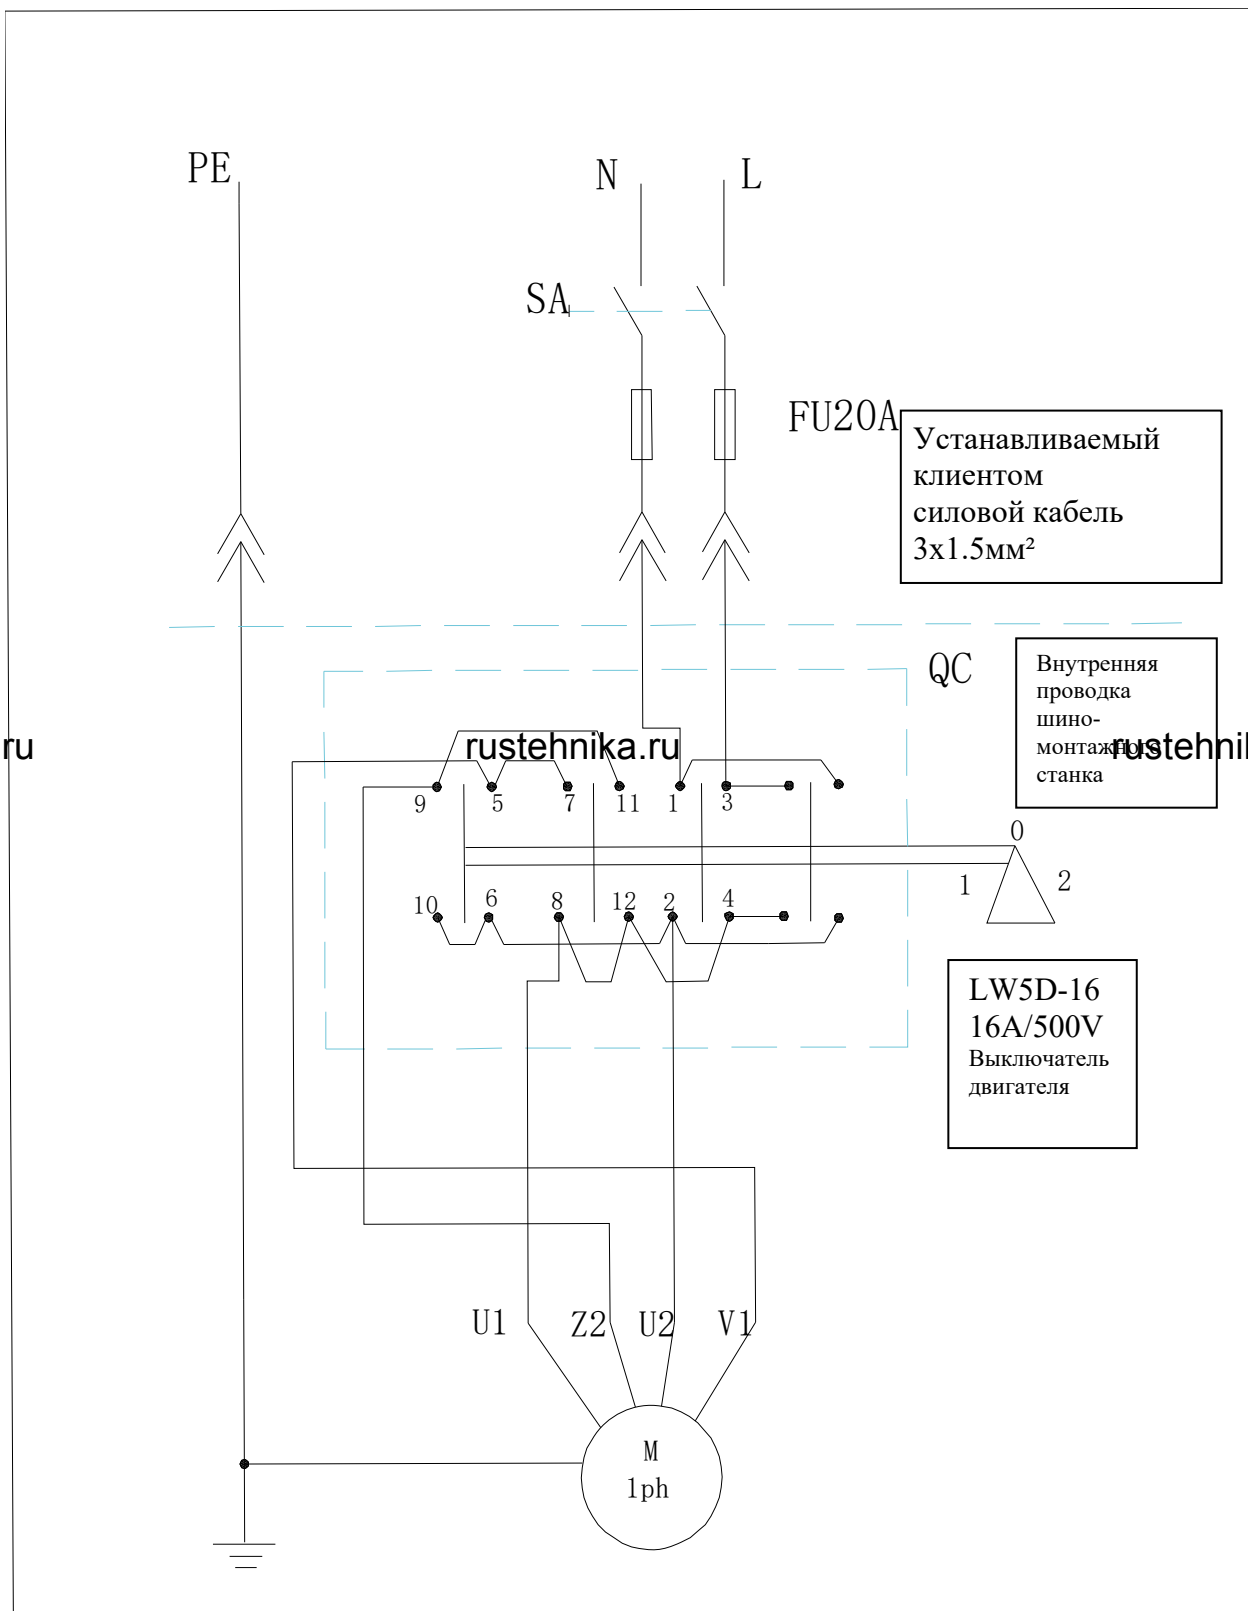 PE
N
L
SA
FU20A
Устанавливаемый
клиентом
силовой кабель
3x1.5мм²
QC
Внутренняя
проводка
шино-
монтажного
станка
ru
rustehnika.ru
rustehnil
9
5
7
11
1
3
0
1
2
10
6
8
12
2
4
LW5D-16
16A/500V
Выключатель
двигателя
U1
Z2
U2
V1
M
1ph